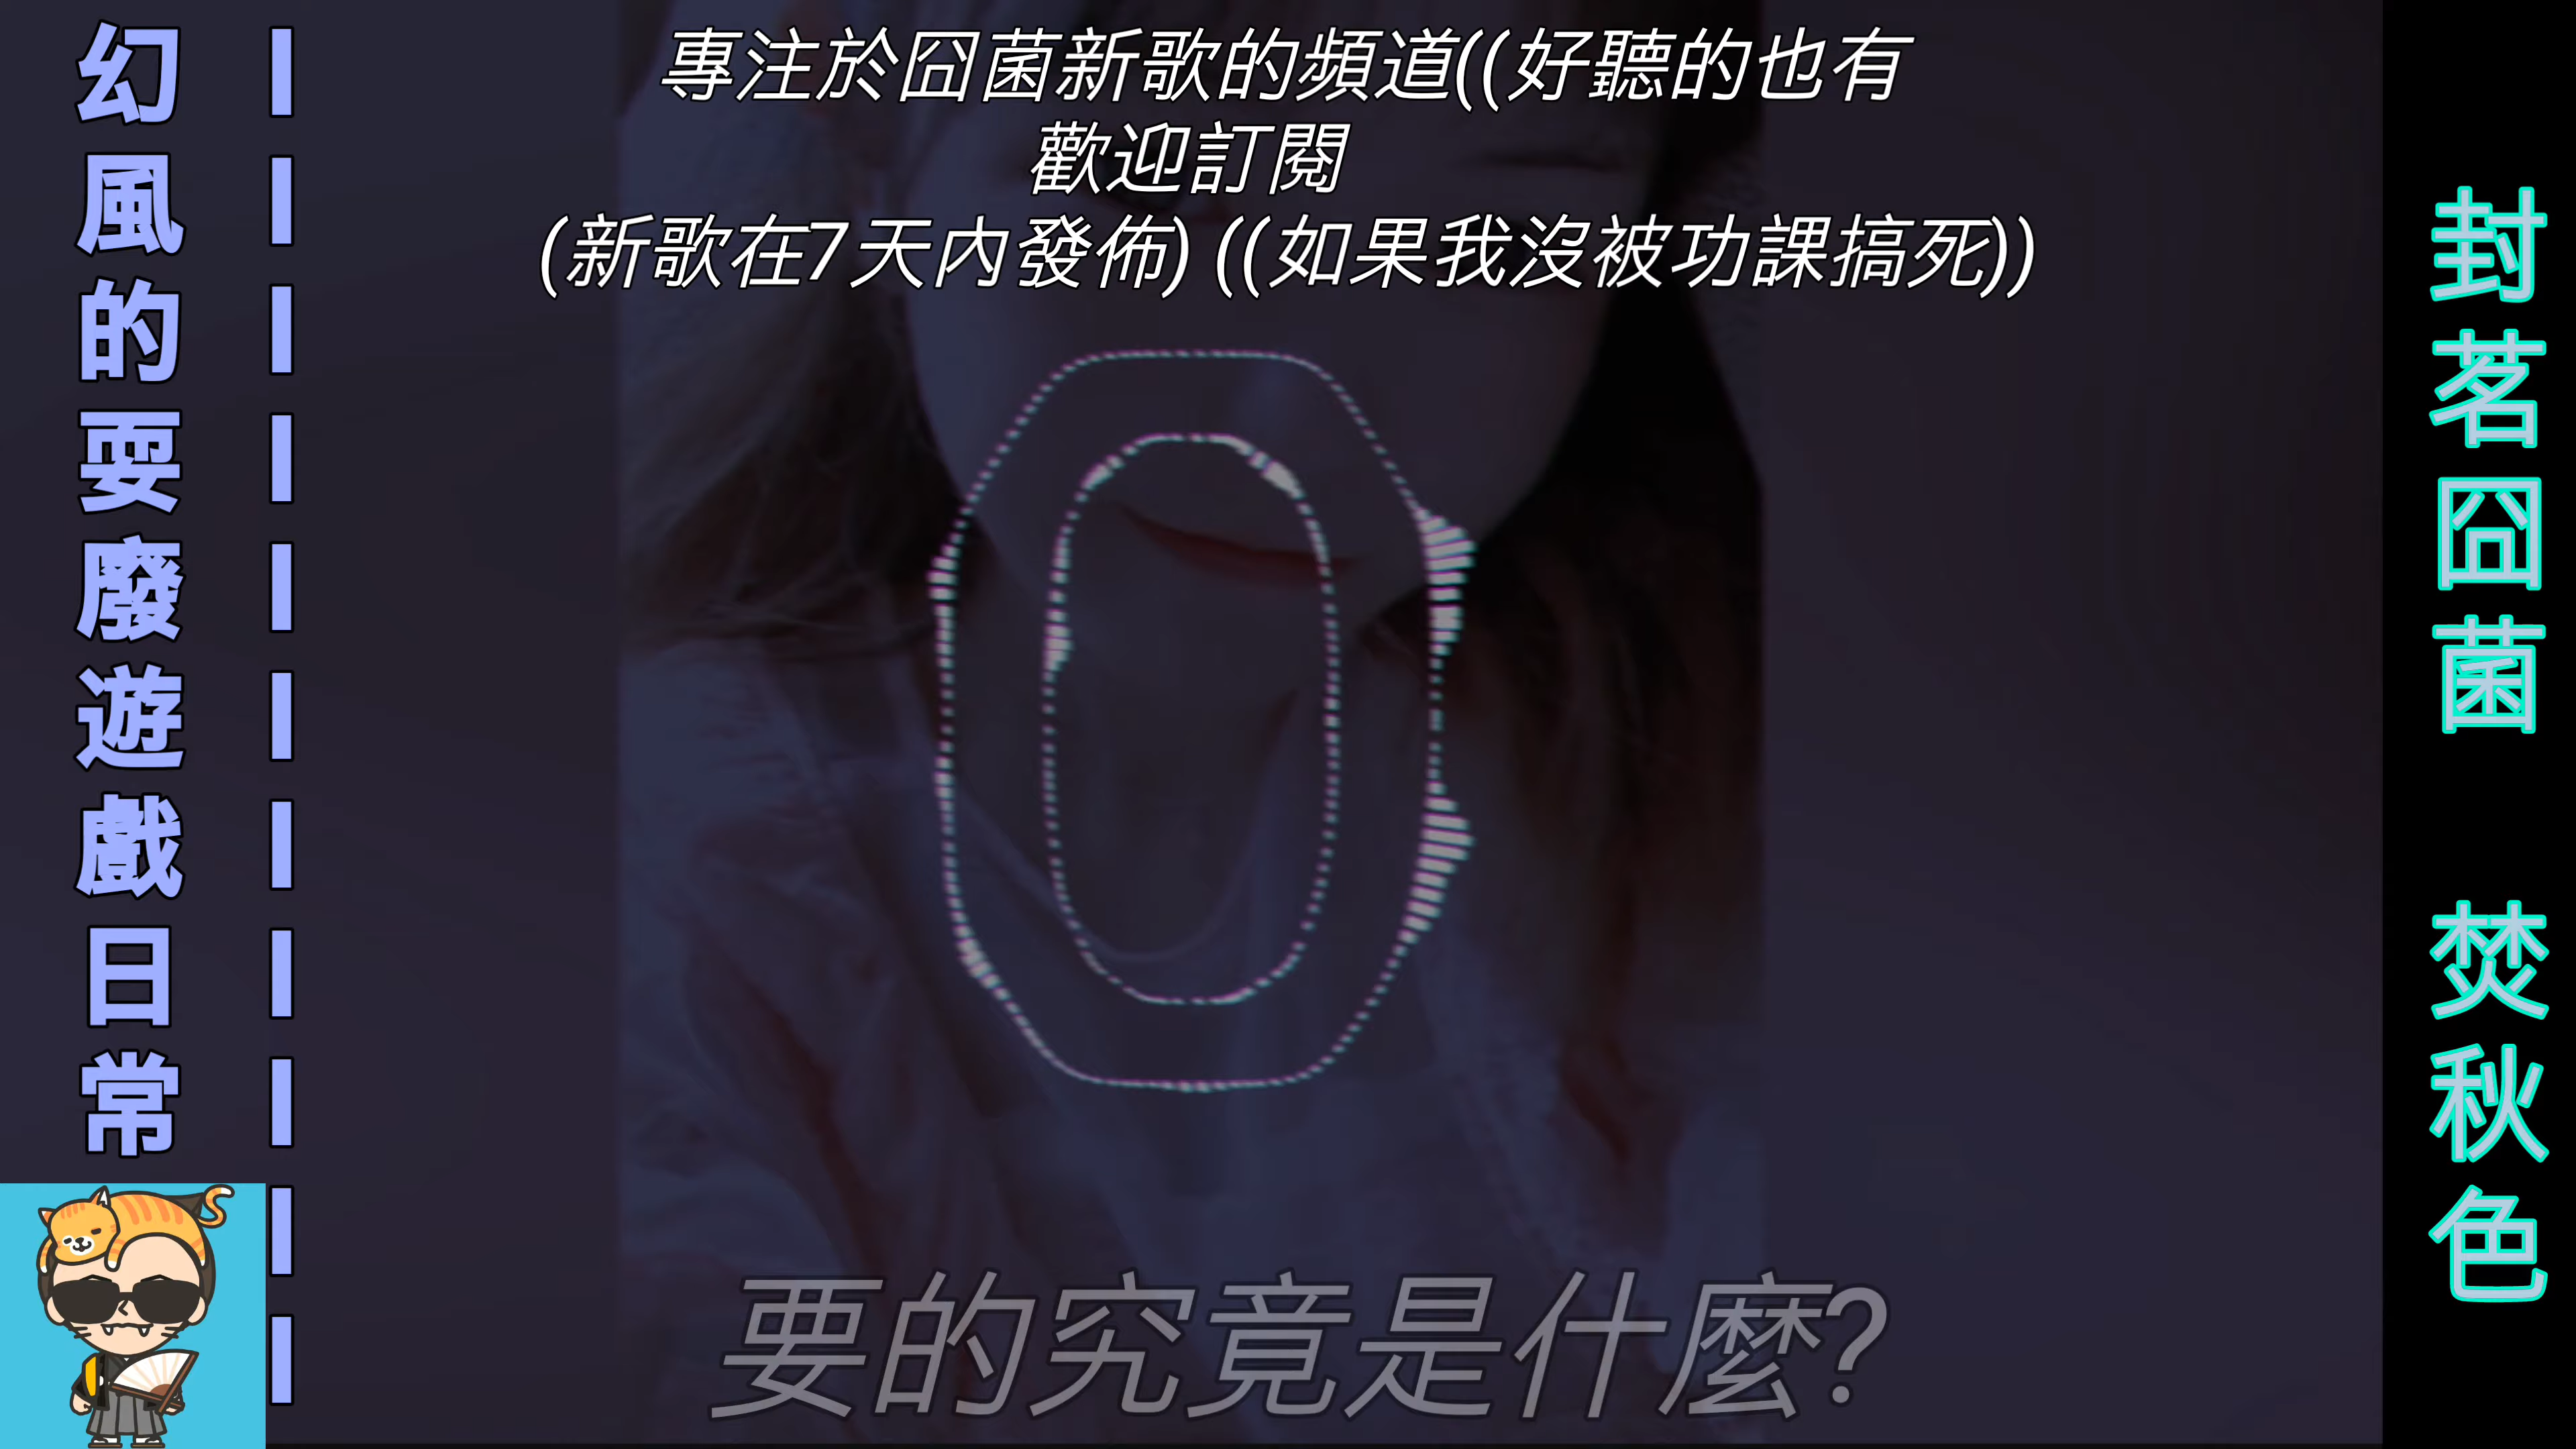 幻風的耍廢遊戲日常
專注於囧菌新歌的頻道((好聽的也有
歡迎訂閱
(新歌在7天內發佈) ((如果我沒被功課搞死))
封茗囧菌 焚秋色
要的究竟是什麼?